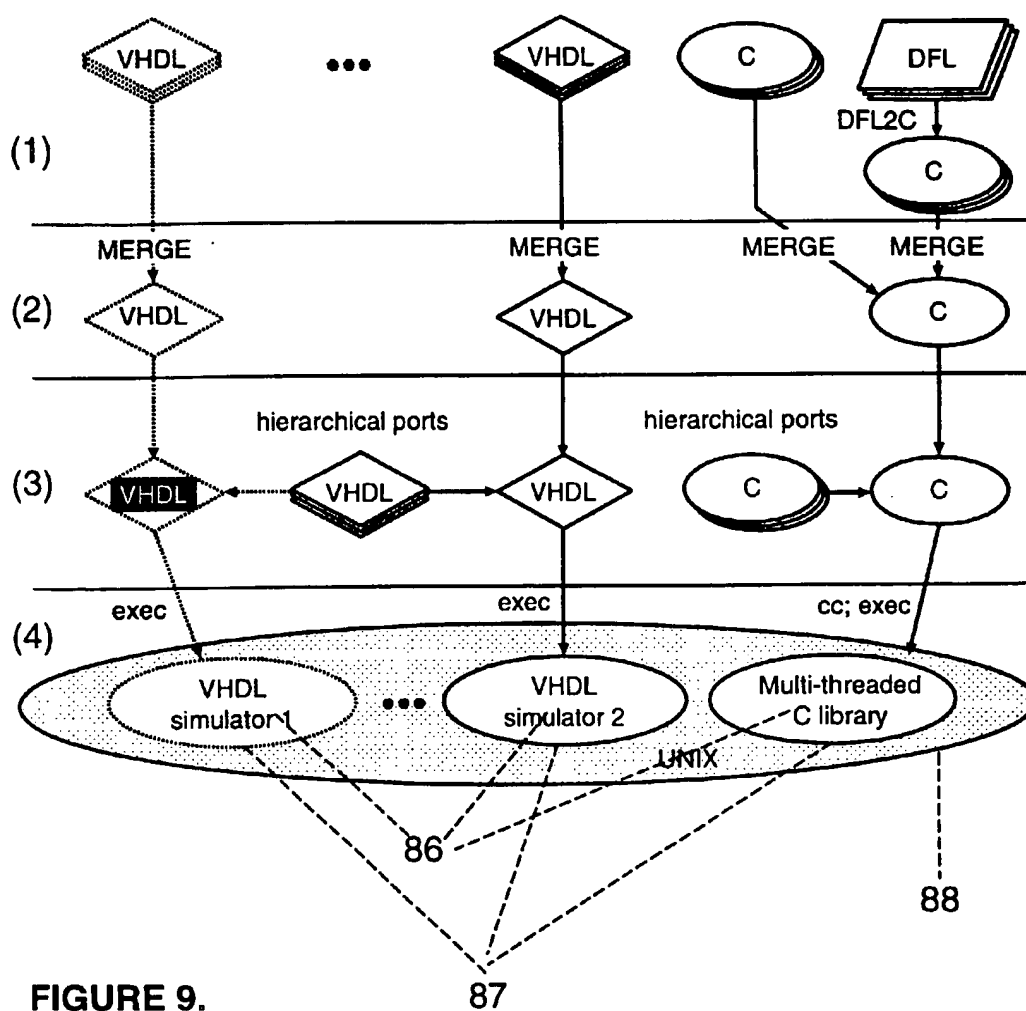 VHDL
VHDL
C
DFL
DFL2C
(1)
C
MERGE
MERGE
MERGE
MERGE
(2)
VHDL
VHDL
C
hierarchical ports
hierarchical ports
(3)
VHDL
VHDL
VHDL
C
C
exec
exec
cc; exec
(4)
VHDL
simulator 1
VHDL
simulator 2
Multi-threaded
C library
UNIX
86
88
87
FIGURE 9.